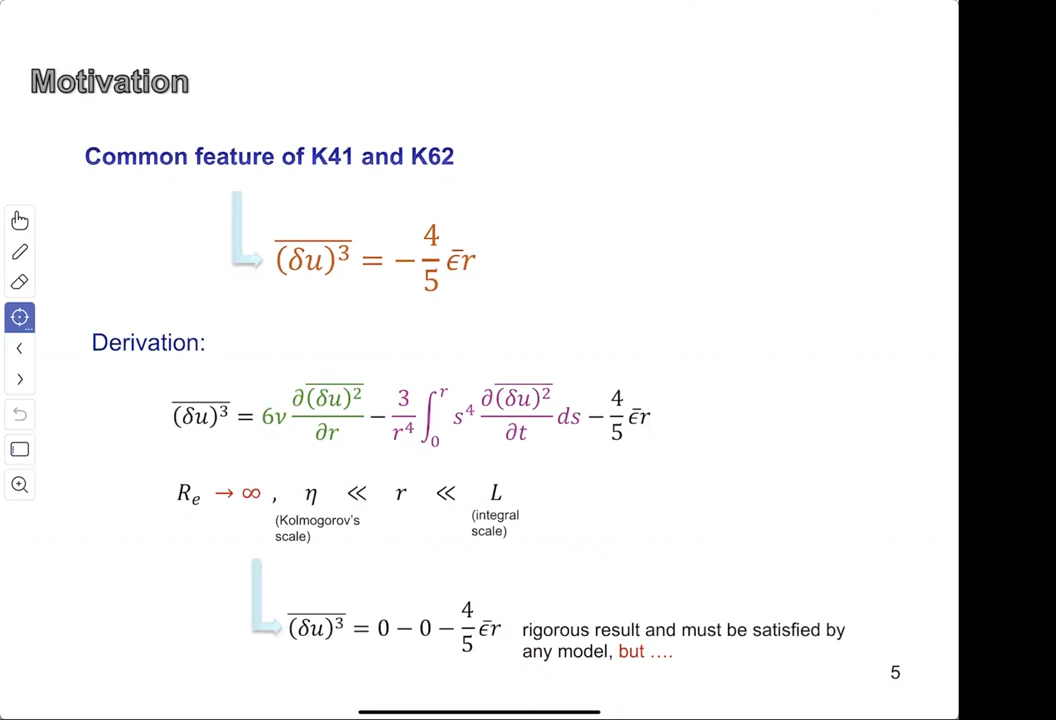 Motivation
Common feature of K41 and K62
$\overline{(\delta u)^3} = -\frac{4}{5}\bar{\epsilon}r$
Derivation:
$\overline{(\delta u)^3} = 6\nu\frac{\partial\overline{(\delta u)^2}}{\partial r} - \frac{3}{r^4}\int_0^r s^4\frac{\partial\overline{(\delta u)^2}}{\partial t}ds - \frac{4}{5}\bar{\epsilon}r$
$R_e \to \infty$ , $\eta \ll r \ll L$
(Kolmogorov's scale) (integral scale)
$\overline{(\delta u)^3} = 0 - 0 - \frac{4}{5}\bar{\epsilon}r$ rigorous result and must be satisfied by
any model, but ....
5